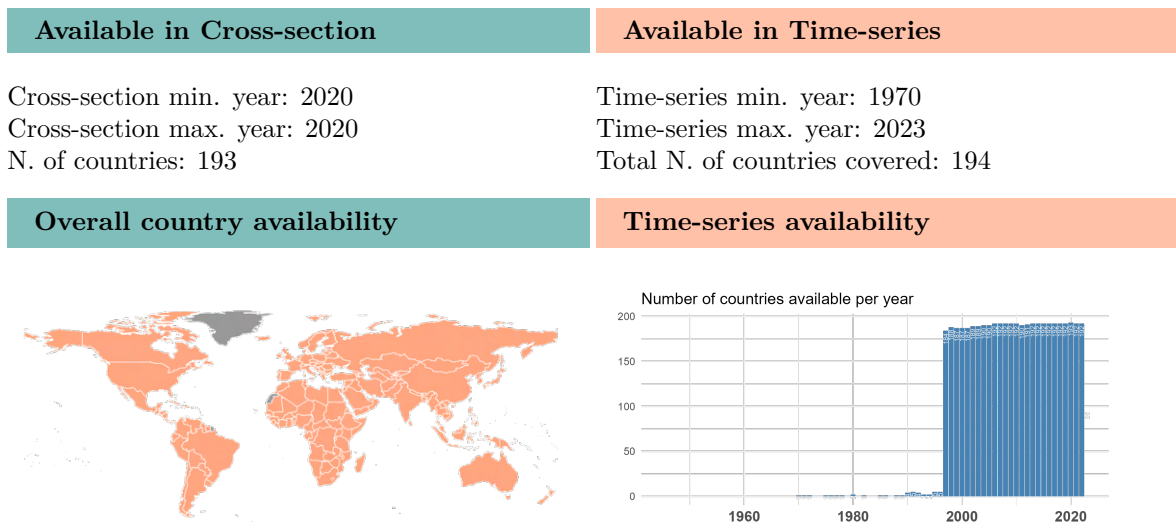 Available in Cross-section
Available in Time-series
Cross-section min. year: 2020
Cross-section max. year: 2020
N. of countries: 193
Time-series min. year: 1970
Time-series max. year: 2023
Total N. of countries covered: 194
Overall country availability
Time-series availability
Number of countries available per year
200
150
100
50
0
1960
1980
2000
2020